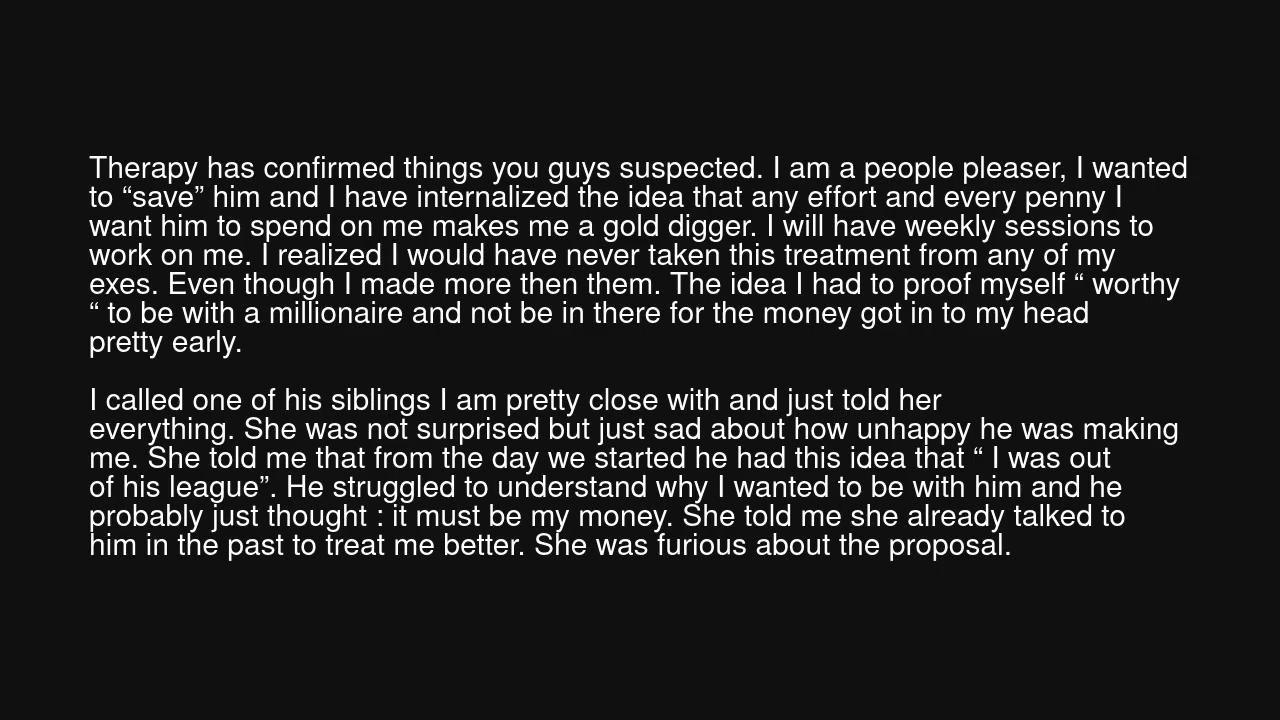 Therapy has confirmed things you guys suspected. I am a people pleaser, I wanted
to “save” him and I have internalized the idea that any effort and every penny I
want him to spend on me makes me a gold digger. I will have weekly sessions to
work on me. I realized I would have never taken this treatment from any of my
exes. Even though I made more then them. The idea I had to proof myself “ worthy
“ to be with a millionaire and not be in there for the money got in to my head
pretty early.
I called one of his siblings I am pretty close with and just told her
everything. She was not surprised but just sad about how unhappy he was making
me. She told me that from the day we started he had this idea that “ I was out
of his league”. He struggled to understand why I wanted to be with him and he
probably just thought : it must be my money. She told me she already talked to
him in the past to treat me better. She was furious about the proposal.